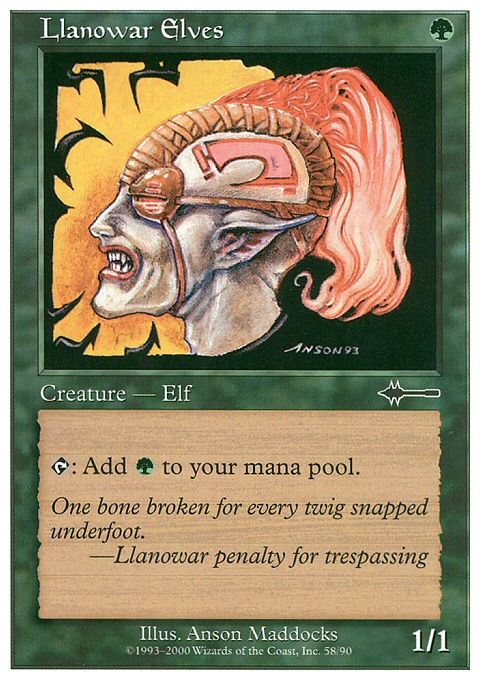 Llanowar Elves
ANSON93
Creature — Elf
: Add to your mana pool.
One bone broken for every twig snapped
underfoot.
—Llanowar penalty for trespassing
Illus. Anson Maddocks
©1993–2000 Wizards of the Coast, Inc. 58/90
1/1